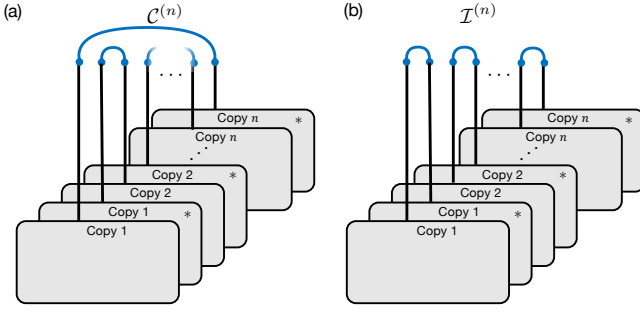 (a)
𝒞⁽ⁿ⁾
. . .
Copy n *
Copy n
. . .
Copy 2 *
Copy 2
Copy 1 *
Copy 1
(b)
ℐ⁽ⁿ⁾
. . .
Copy n *
Copy n
. . .
Copy 2 *
Copy 2
Copy 1 *
Copy 1